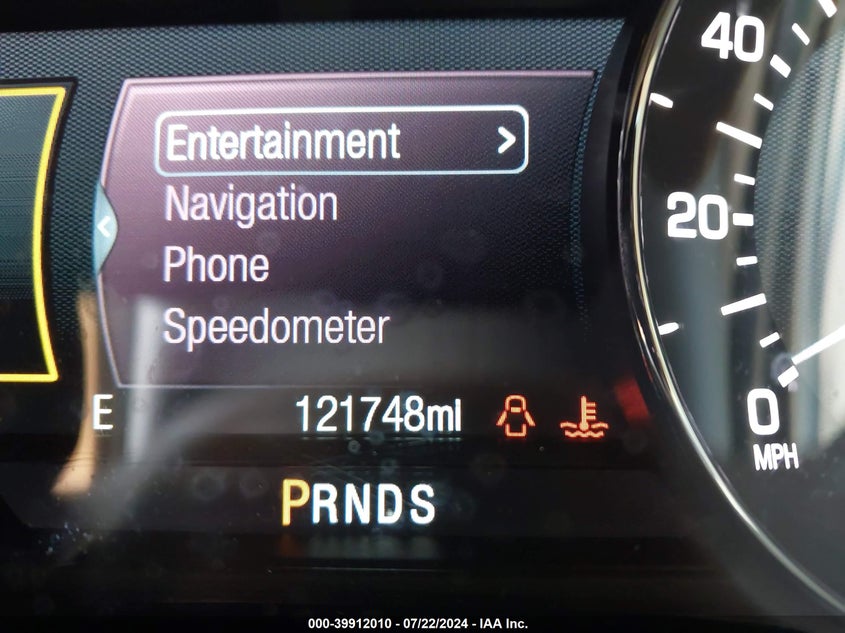 40
Entertainment >
Navigation
20
<
Phone
Speedometer
E 121748mi
0
MPH
PRNDS
000-39912010 - 07/22/2024 - IAA Inc.